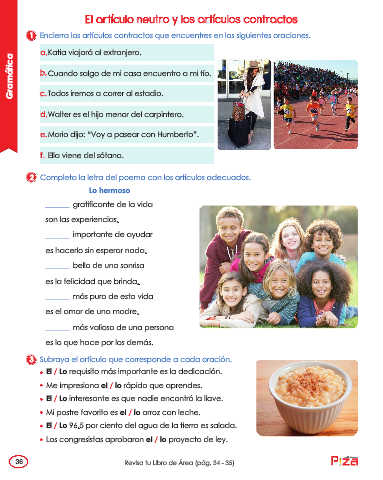 El artículo neutro y los artículos contractos
Gramática
1 Encierra los artículos contractos que encuentres en las siguientes oraciones.
a. Katia viajará al extranjero.
b. Cuando salgo de mi casa encuentro a mi tío.
c. Todos iremos a correr al estadio.
d. Walter es el hijo menor del carpintero.
e. Mario dijo: "Voy a pasear con Humberto".
f. Ella viene del sótano.
2 Completo la letra del poema con los artículos adecuados.
Lo hermoso
______ gratificante de la vida
son las experiencias,
______ importante de ayudar
es hacerlo sin esperar nada,
______ bello de una sonrisa
es la felicidad que brinda,
______ más puro de esta vida
es el amor de una madre,
______ más valioso de una persona
es lo que hace por los demás.
3 Subraya el artículo que corresponde a cada oración.
• El / Lo requisito más importante es la dedicación.
• Me impresiona el / lo rápido que aprendes.
• El / Lo interesante es que nadie encontró la llave.
• Mi postre favorito es el / lo arroz con leche.
• El / Lo 96,5 por ciento del agua de la tierra es salada.
• Los congresistas aprobaron el / lo proyecto de ley.
36
Revisa tu Libro de Área (pág. 34 - 35)